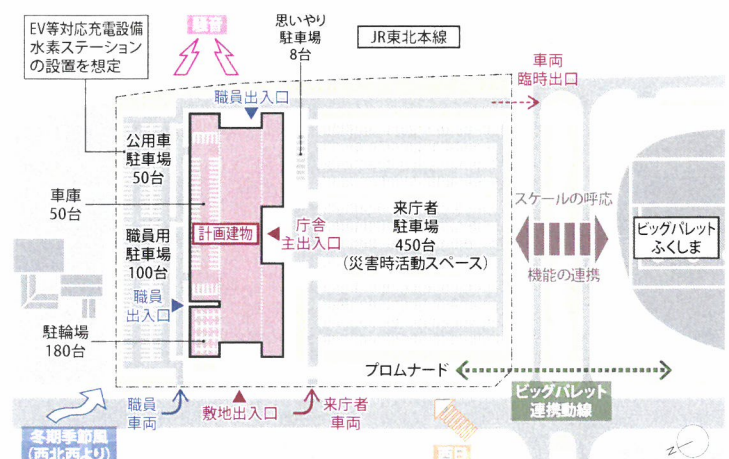 EV等対応充電設備
水素ステーション
の設置を想定
騒音
思いやり
駐車場
8台
JR東北本線
車両
臨時出口
職員出入口
公用車
駐車場
50台
車庫
50台
計画建物
庁舎
主出入口
来庁者
駐車場
450台
(災害時活動スペース)
スケールの呼応
機能の連携
ビッグパレット
ふくしま
職員用
駐車場
100台
職員
出入口
駐輪場
180台
プロムナード
ビッグパレット
連携動線
冬期季節風
(西北西より)
職員
車両
敷地出入口
来庁者
車両
西日
Z